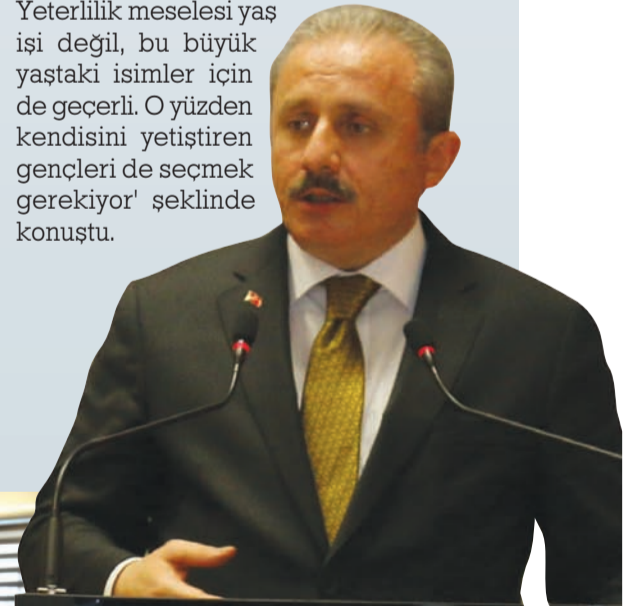 Yeterlilik meselesi yaş
işi değil, bu büyük
yaştaki isimler için
de geçerli. O yüzden
kendisini yetiştiren
gençleri de seçmek
gerekiyor' şeklinde
konuştu.